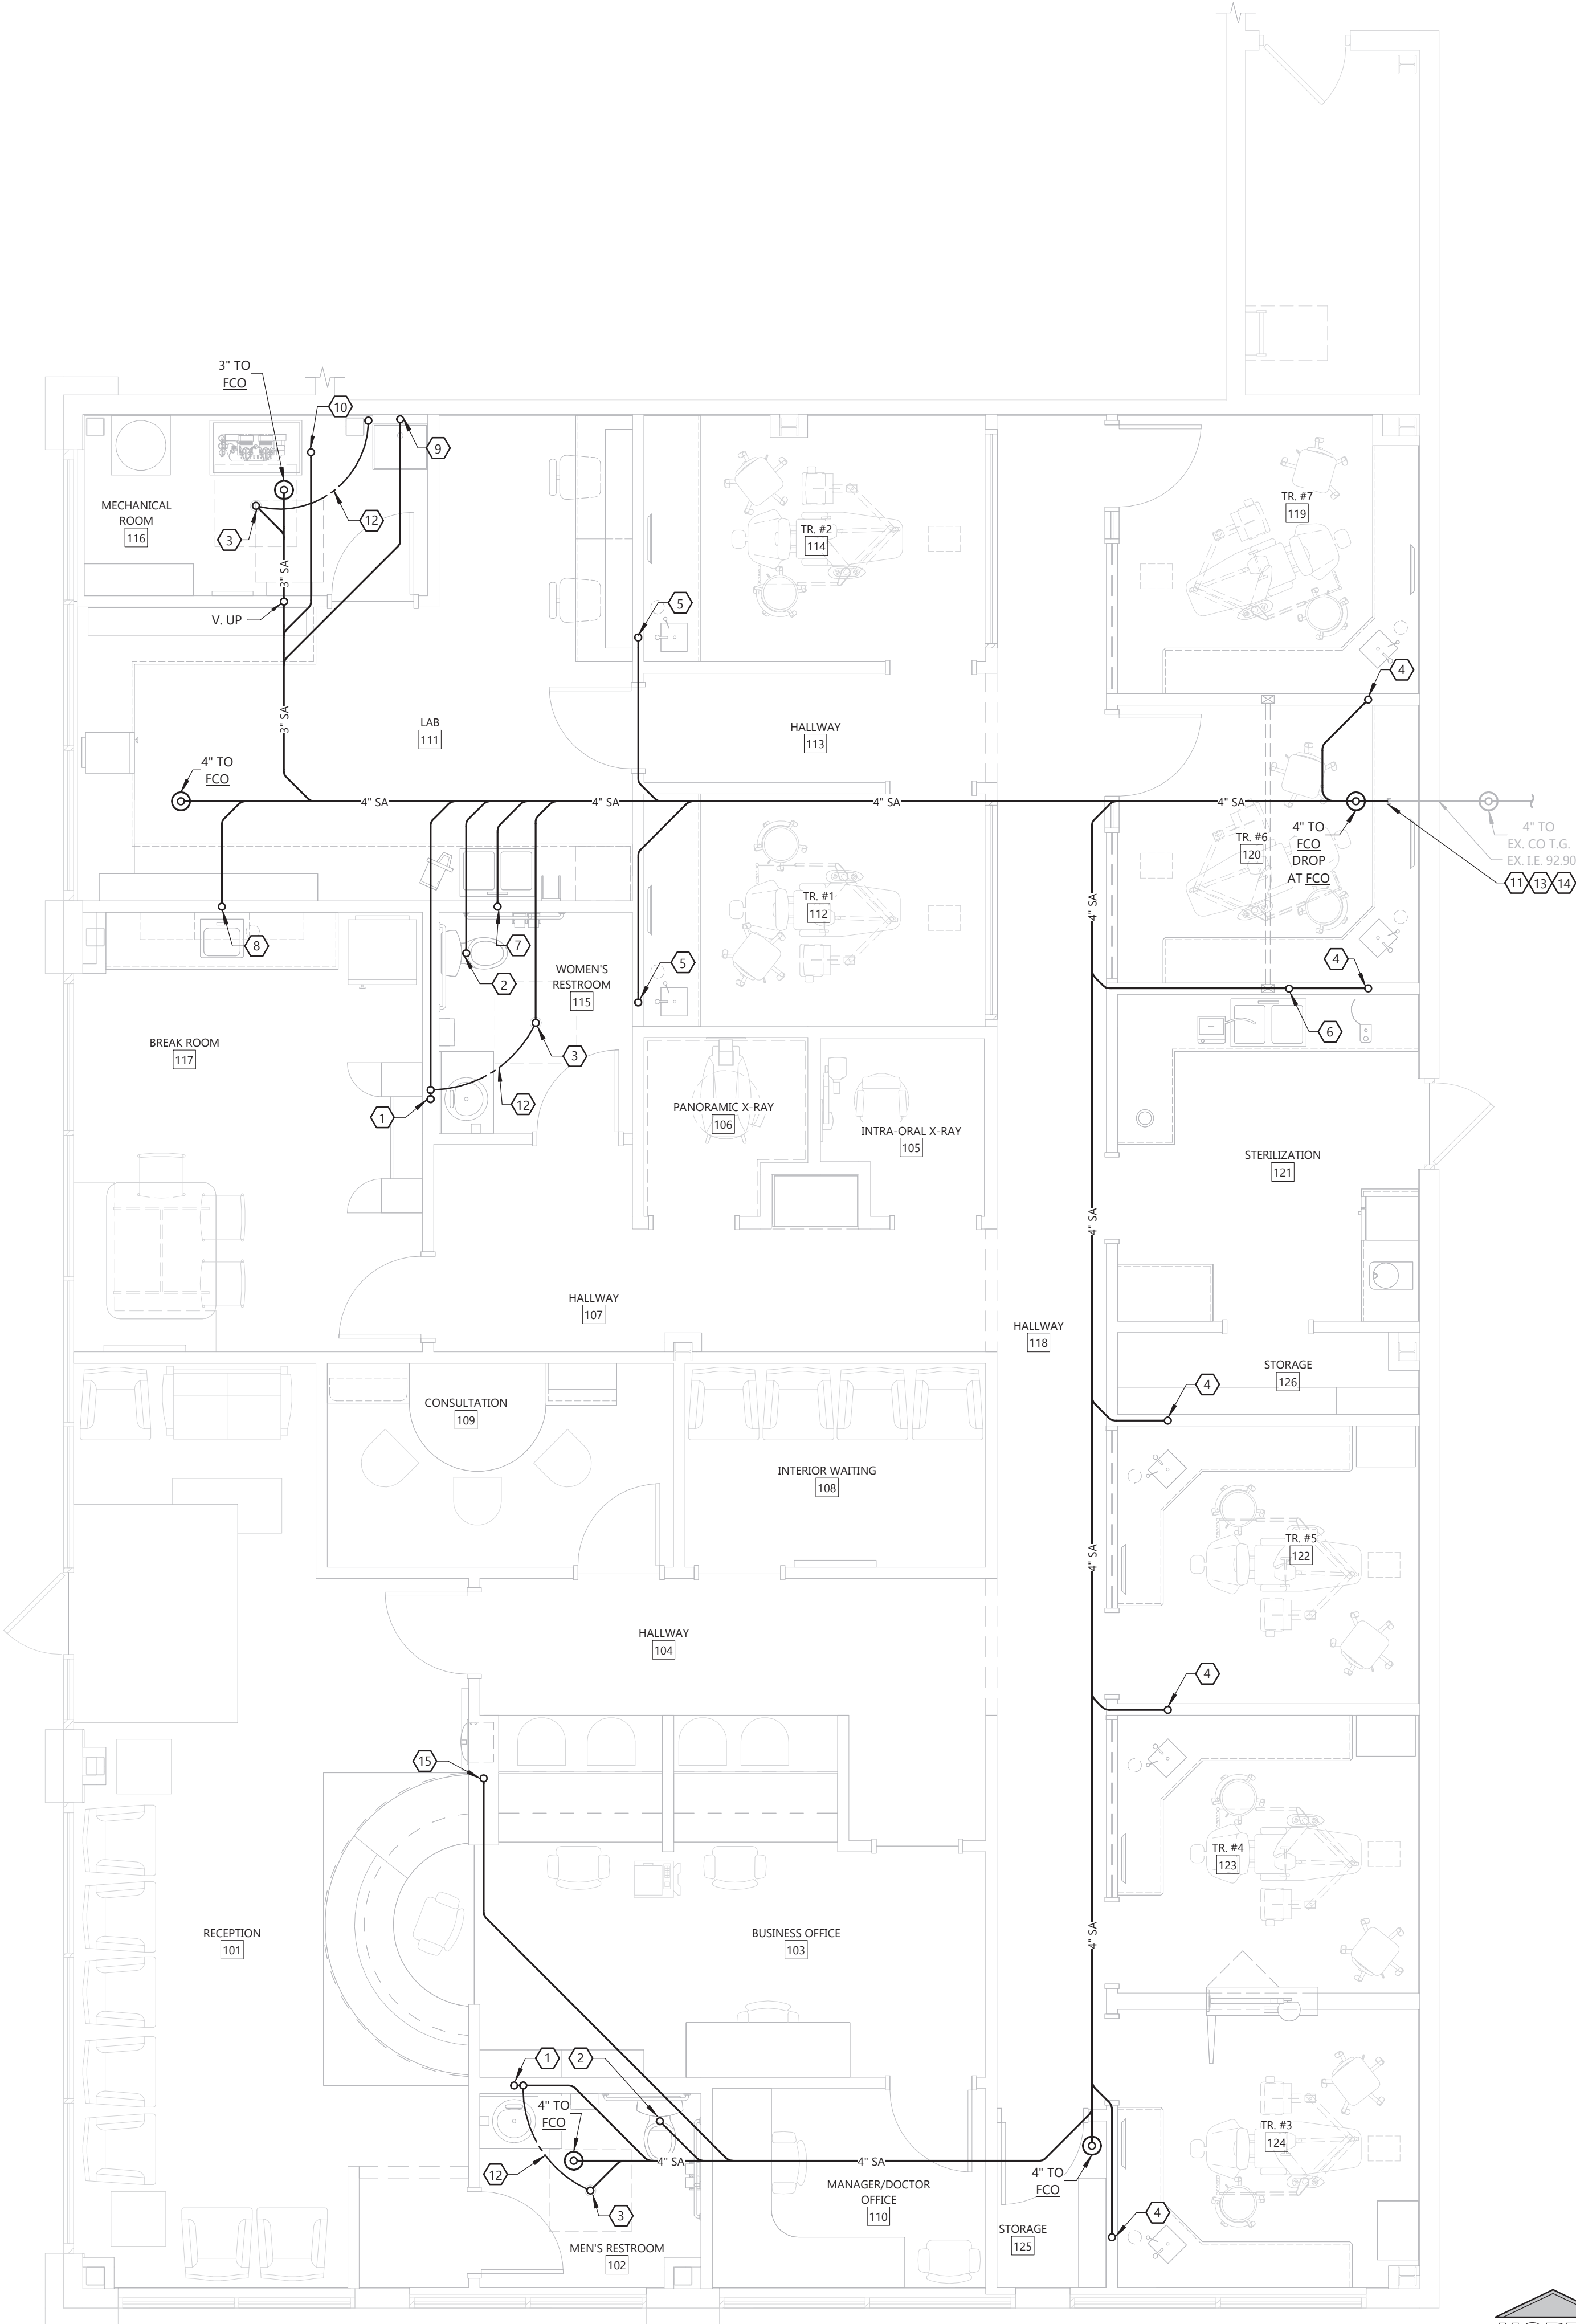 3" TO
FCO
10
9
MECHANICAL
ROOM
116
3
12
3" SA
V. UP
TR. #2
114
TR. #7
119
5
4
3" SA
LAB
111
HALLWAY
113
4" TO
FCO
4" SA
4" SA
4" SA
4" SA
4" TO
FCO
DROP
AT FCO
4" TO
EX. CO T.G.
EX. I.E. 92.90
11
13
14
TR. #6
120
TR. #1
112
4" SA
8
7
2
WOMEN'S
RESTROOM
115
5
4
6
3
12
1
BREAK ROOM
117
PANORAMIC X-RAY
106
INTRA-ORAL X-RAY
105
STERILIZATION
121
4" SA
HALLWAY
107
HALLWAY
118
STORAGE
126
4
CONSULTATION
109
INTERIOR WAITING
108
4" SA
TR. #5
122
HALLWAY
104
4
15
TR. #4
123
RECEPTION
101
BUSINESS OFFICE
103
4" SA
1
2
4" TO
FCO
12
3
4" SA
4" SA
MANAGER/DOCTOR
OFFICE
110
4" TO
FCO
TR. #3
124
4
STORAGE
125
MEN'S RESTROOM
102